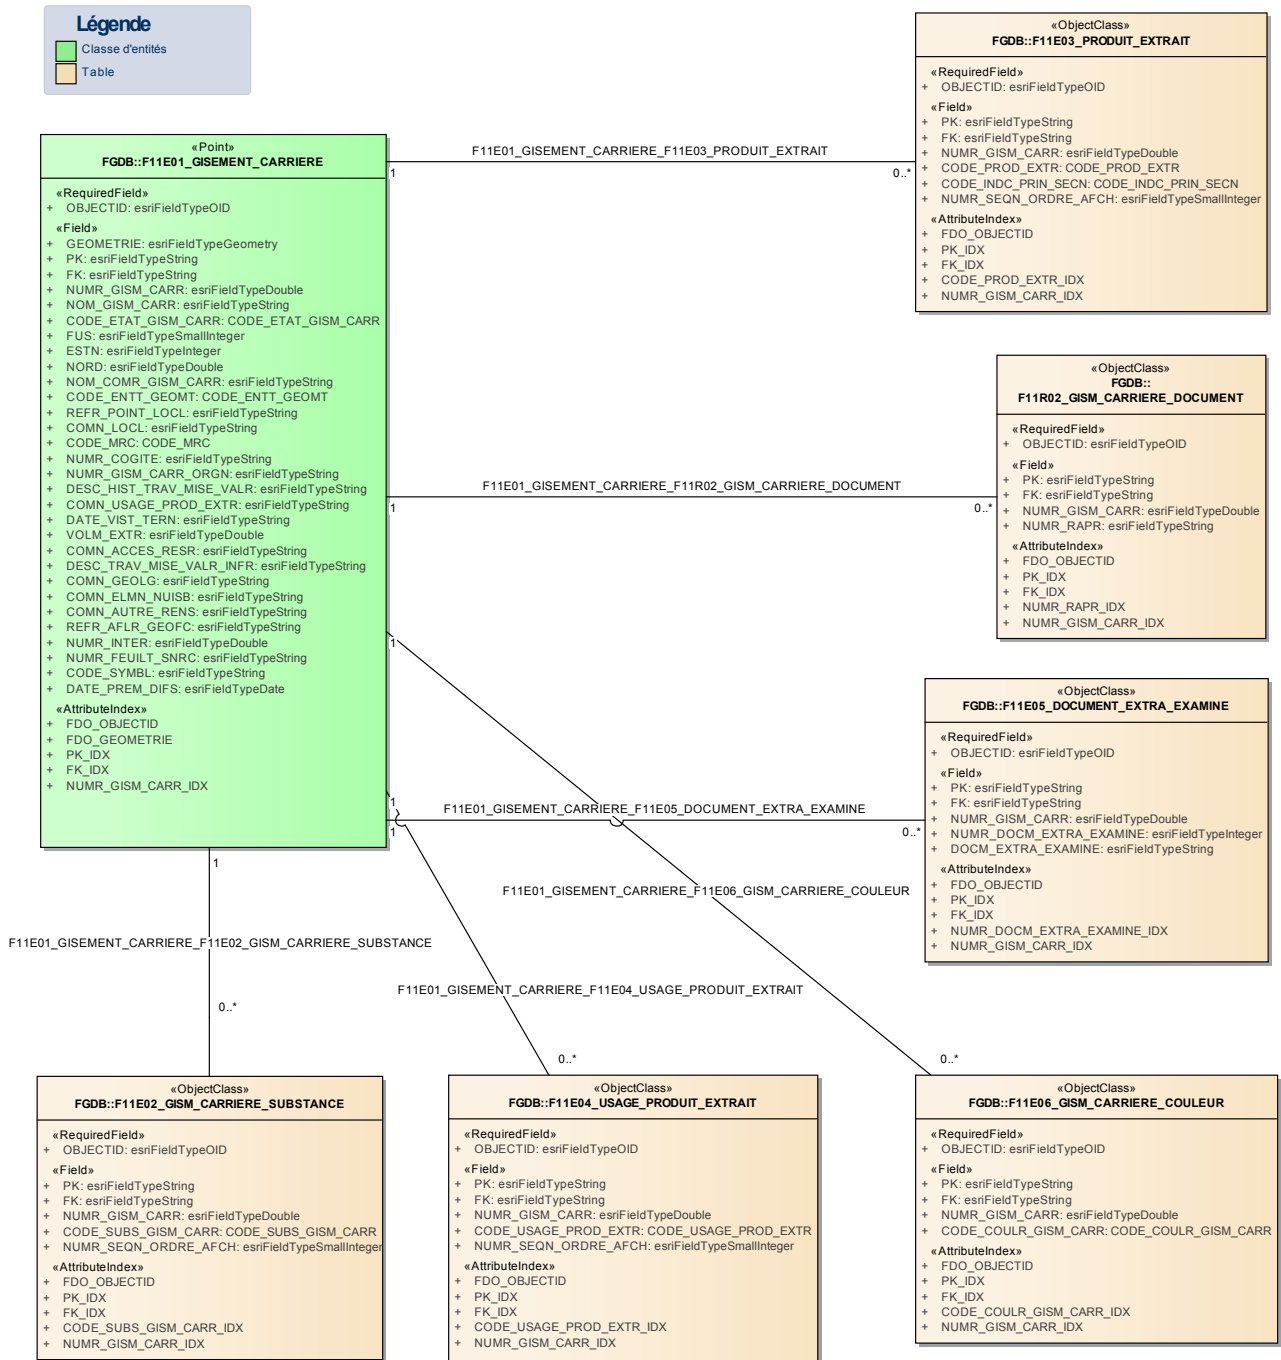 Légende
Classe d'entités
Table
«ObjectClass»
FGDB::F11E03_PRODUIT_EXTRAIT
«RequiredField»
+ OBJECTID: esriFieldTypeOID
«Field»
+ PK: esriFieldTypeString
+ FK: esriFieldTypeString
+ NUMR_GISM_CARR: esriFieldTypeDouble
+ CODE_PROD_EXTR: CODE_PROD_EXTR
+ CODE_INDC_PRIN_SECN: CODE_INDC_PRIN_SECN
+ NUMR_SEQN_ORDRE_AFCH: esriFieldTypeSmallInteger
«AttributeIndex»
+ FDO_OBJECTID
+ PK_IDX
+ FK_IDX
+ CODE_PROD_EXTR_IDX
+ NUMR_GISM_CARR_IDX
«Point»
FGDB::F11E01_GISEMENT_CARRIERE
«RequiredField»
+ OBJECTID: esriFieldTypeOID
«Field»
+ GEOMETRIE: esriFieldTypeGeometry
+ PK: esriFieldTypeString
+ FK: esriFieldTypeString
+ NUMR_GISM_CARR: esriFieldTypeDouble
+ NOM_GISM_CARR: esriFieldTypeString
+ CODE_ETAT_GISM_CARR: CODE_ETAT_GISM_CARR
+ FUS: esriFieldTypeSmallInteger
+ ESTN: esriFieldTypeInteger
+ NORD: esriFieldTypeDouble
+ NOM_COMR_GISM_CARR: esriFieldTypeString
+ CODE_ENTT_GEOMT: CODE_ENTT_GEOMT
+ REFR_POINT_LOCL: esriFieldTypeString
+ COMN_LOCL: esriFieldTypeString
+ CODE_MRC: CODE_MRC
+ NUMR_COGITE: esriFieldTypeString
+ NUMR_GISM_CARR_ORGN: esriFieldTypeString
+ DESC_HIST_TRAV_MISE_VALR: esriFieldTypeString
+ COMN_USAGE_PROD_EXTR: esriFieldTypeString
+ DATE_VIST_TERN: esriFieldTypeString
+ VOLM_EXTR: esriFieldTypeDouble
+ COMN_ACCES_RESR: esriFieldTypeString
+ DESC_TRAV_MISE_VALR_INFR: esriFieldTypeString
+ COMN_GEOLG: esriFieldTypeString
+ COMN_ELMN_NUISB: esriFieldTypeString
+ COMN_AUTRE_RENS: esriFieldTypeString
+ REFR_AFLR_GEOFC: esriFieldTypeString
+ NUMR_INTER: esriFieldTypeDouble
+ NUMR_FEUILT_SNRC: esriFieldTypeString
+ CODE_SYMBL: esriFieldTypeString
+ DATE_PREM_DIFS: esriFieldTypeDate
«AttributeIndex»
+ FDO_OBJECTID
+ FDO_GEOMETRIE
+ PK_IDX
+ FK_IDX
+ NUMR_GISM_CARR_IDX
F11E01_GISEMENT_CARRIERE_F11E03_PRODUIT_EXTRAIT
1
0..*
«ObjectClass»
FGDB::
F11R02_GISM_CARRIERE_DOCUMENT
«RequiredField»
+ OBJECTID: esriFieldTypeOID
«Field»
+ PK: esriFieldTypeString
+ FK: esriFieldTypeString
+ NUMR_GISM_CARR: esriFieldTypeDouble
+ NUMR_RAPR: esriFieldTypeString
«AttributeIndex»
+ FDO_OBJECTID
+ PK_IDX
+ FK_IDX
+ NUMR_RAPR_IDX
+ NUMR_GISM_CARR_IDX
F11E01_GISEMENT_CARRIERE_F11R02_GISM_CARRIERE_DOCUMENT
1
0..*
1
«ObjectClass»
FGDB::F11E05_DOCUMENT_EXTRA_EXAMINE
«RequiredField»
+ OBJECTID: esriFieldTypeOID
«Field»
+ PK: esriFieldTypeString
+ FK: esriFieldTypeString
+ NUMR_GISM_CARR: esriFieldTypeDouble
+ NUMR_DOCM_EXTRA_EXAMINE: esriFieldTypeInteger
+ DOCM_EXTRA_EXAMINE: esriFieldTypeString
«AttributeIndex»
+ FDO_OBJECTID
+ PK_IDX
+ FK_IDX
+ NUMR_DOCM_EXTRA_EXAMINE_IDX
+ NUMR_GISM_CARR_IDX
1
F11E01_GISEMENT_CARRIERE_F11E05_DOCUMENT_EXTRA_EXAMINE
1
0..*
1
F11E01_GISEMENT_CARRIERE_F11E06_GISM_CARRIERE_COULEUR
F11E01_GISEMENT_CARRIERE_F11E02_GISM_CARRIERE_SUBSTANCE
F11E01_GISEMENT_CARRIERE_F11E04_USAGE_PRODUIT_EXTRAIT
0..*
0..*
0..*
«ObjectClass»
FGDB::F11E02_GISM_CARRIERE_SUBSTANCE
«RequiredField»
+ OBJECTID: esriFieldTypeOID
«Field»
+ PK: esriFieldTypeString
+ FK: esriFieldTypeString
+ NUMR_GISM_CARR: esriFieldTypeDouble
+ CODE_SUBS_GISM_CARR: CODE_SUBS_GISM_CARR
+ NUMR_SEQN_ORDRE_AFCH: esriFieldTypeSmallInteger
«AttributeIndex»
+ FDO_OBJECTID
+ PK_IDX
+ FK_IDX
+ CODE_SUBS_GISM_CARR_IDX
+ NUMR_GISM_CARR_IDX
«ObjectClass»
FGDB::F11E04_USAGE_PRODUIT_EXTRAIT
«RequiredField»
+ OBJECTID: esriFieldTypeOID
«Field»
+ PK: esriFieldTypeString
+ FK: esriFieldTypeString
+ NUMR_GISM_CARR: esriFieldTypeDouble
+ CODE_USAGE_PROD_EXTR: CODE_USAGE_PROD_EXTR
+ NUMR_SEQN_ORDRE_AFCH: esriFieldTypeSmallInteger
«AttributeIndex»
+ FDO_OBJECTID
+ PK_IDX
+ FK_IDX
+ CODE_USAGE_PROD_EXTR_IDX
+ NUMR_GISM_CARR_IDX
«ObjectClass»
FGDB::F11E06_GISM_CARRIERE_COULEUR
«RequiredField»
+ OBJECTID: esriFieldTypeOID
«Field»
+ PK: esriFieldTypeString
+ FK: esriFieldTypeString
+ NUMR_GISM_CARR: esriFieldTypeDouble
+ CODE_COULR_GISM_CARR: CODE_COULR_GISM_CARR
«AttributeIndex»
+ FDO_OBJECTID
+ PK_IDX
+ FK_IDX
+ CODE_COULR_GISM_CARR_IDX
+ NUMR_GISM_CARR_IDX